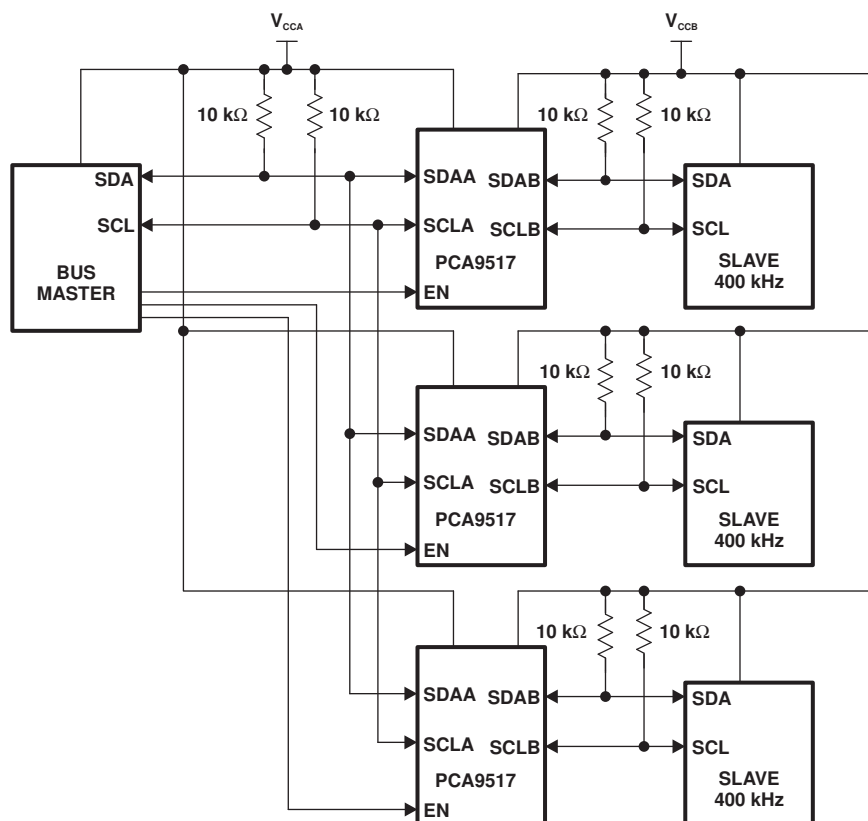 VCCA
VCCB
10 kΩ
10 kΩ
10 kΩ
10 kΩ
SDA
SDAA
SDAB
SDA
SCL
SCLA
SCLB
SCL
BUS
MASTER
PCA9517
SLAVE
400 kHz
EN
10 kΩ
10 kΩ
SDAA
SDAB
SDA
SCLA
SCLB
SCL
PCA9517
SLAVE
400 kHz
EN
10 kΩ
10 kΩ
SDAA
SDAB
SDA
SCLA
SCLB
SCL
PCA9517
SLAVE
400 kHz
EN